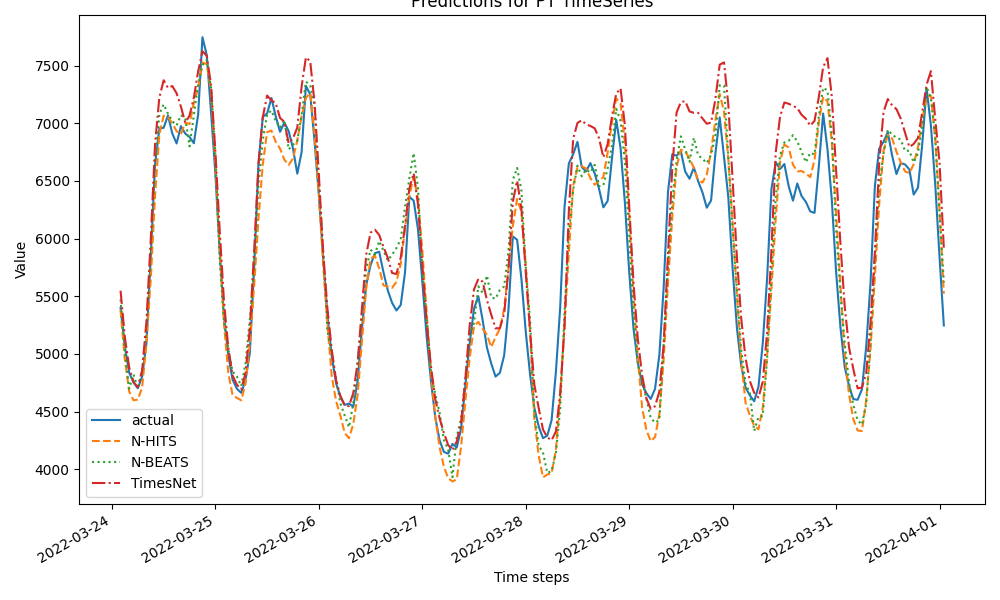 Predictions for PT TimeSeries
7500
7000
6500
6000
5500
5000
4500
4000
Value
actual
N-HITS
N-BEATS
TimesNet
2022-03-24
2022-03-25
2022-03-26
2022-03-27
2022-03-28
2022-03-29
2022-03-30
2022-03-31
2022-04-01
Time steps